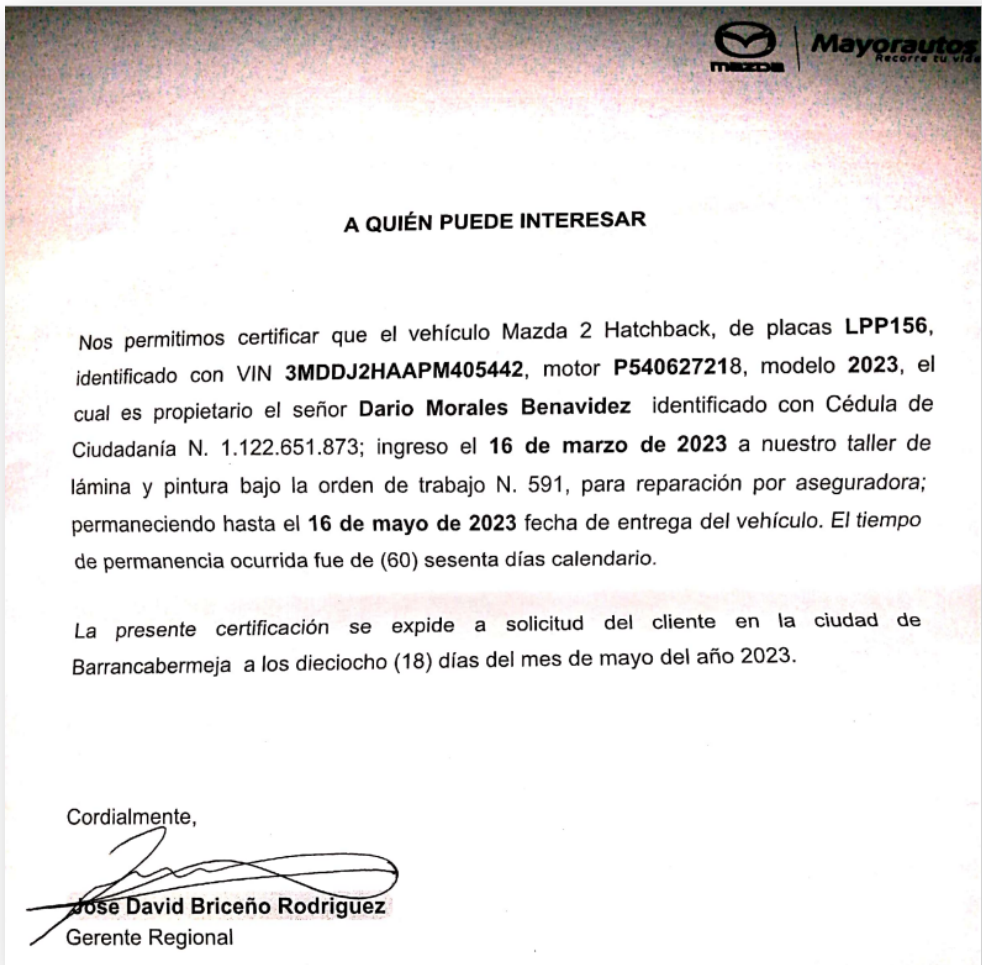 mazda
Mayorautos
Recorre tu vida
A QUIÉN PUEDE INTERESAR
Nos permitimos certificar que el vehículo Mazda 2 Hatchback, de placas LPP156,
identificado con VIN 3MDDJ2HAAPM405442, motor P540627218, modelo 2023, el
cual es propietario el señor Dario Morales Benavidez identificado con Cédula de
Ciudadanía N. 1.122.651.873; ingreso el 16 de marzo de 2023 a nuestro taller de
lámina y pintura bajo la orden de trabajo N. 591, para reparación por aseguradora;
permaneciendo hasta el 16 de mayo de 2023 fecha de entrega del vehículo. El tiempo
de permanencia ocurrida fue de (60) sesenta días calendario.
La presente certificación se expide a solicitud del cliente en la ciudad de
Barrancabermeja a los dieciocho (18) días del mes de mayo del año 2023.
Cordialmente,
José David Briceño Rodriguez
Gerente Regional